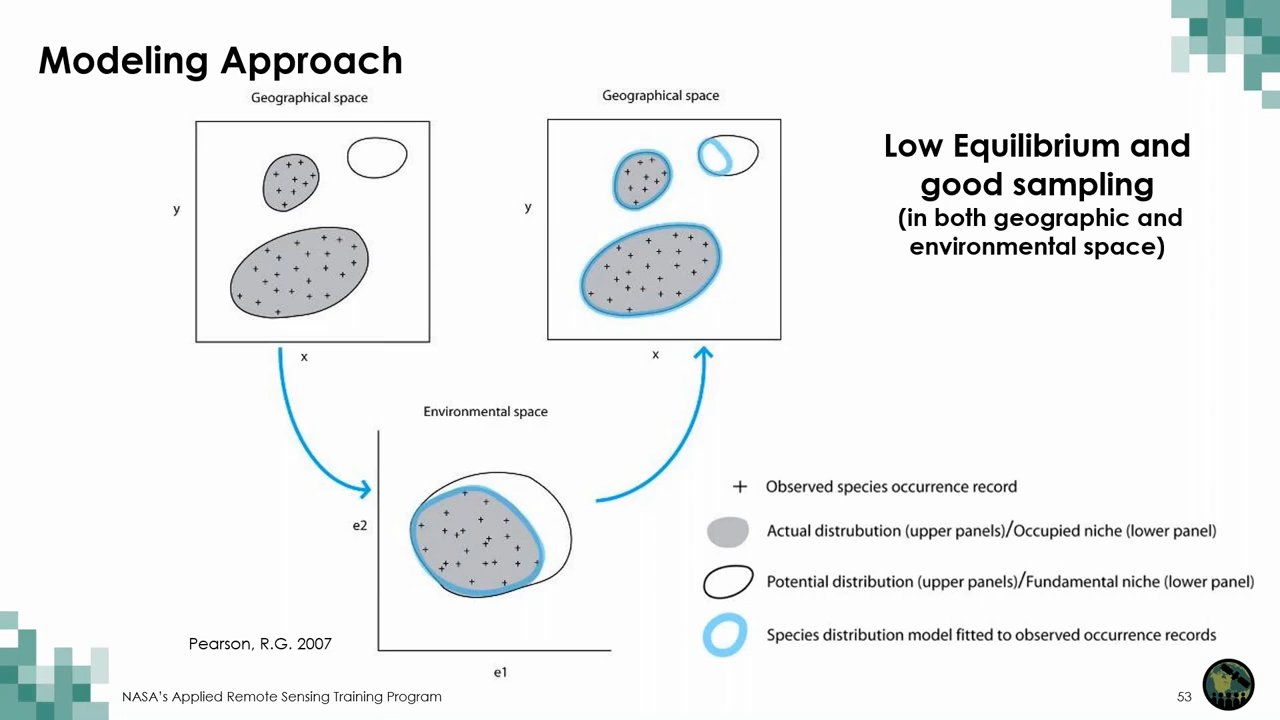 Modeling Approach
Geographical space
y
x
Geographical space
y
x
Low Equilibrium and
good sampling
(in both geographic and
environmental space)
Environmental space
e2
e1
+ Observed species occurrence record
Actual distrubution (upper panels)/Occupied niche (lower panel)
Potential distribution (upper panels)/Fundamental niche (lower panel)
Species distribution model fitted to observed occurrence records
Pearson, R.G. 2007
NASA's Applied Remote Sensing Training Program
53